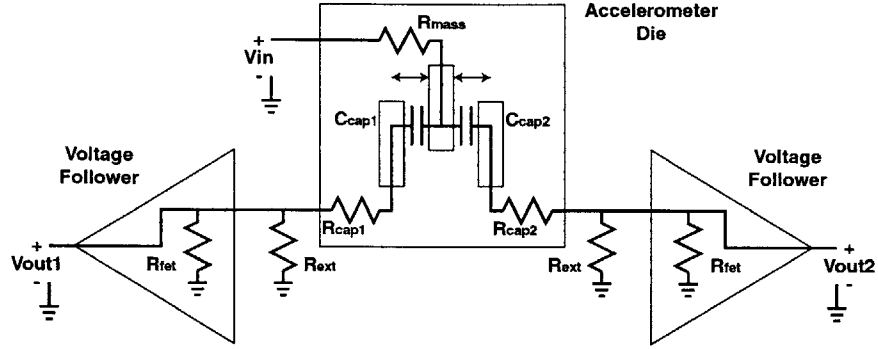 Accelerometer
Die
Rmass
+
Vin
-
Ccap1
Ccap2
Voltage
Follower
Voltage
Follower
Rcap1
Rcap2
+
Vout1
-
Rfet
Rext
Rext
Rfet
+
Vout2
-